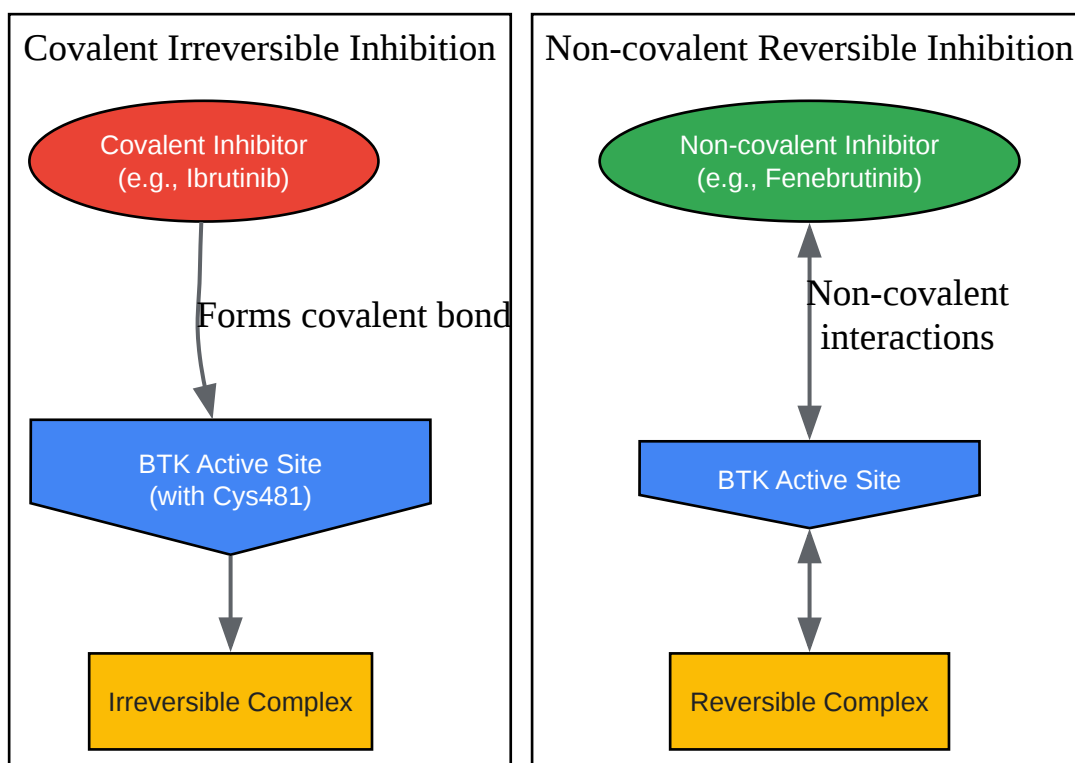 Covalent Irreversible Inhibition
Covalent Inhibitor
(e.g., Ibrutinib)
Forms covalent bond
BTK Active Site
(with Cys481)
Irreversible Complex
Non-covalent Reversible Inhibition
Non-covalent Inhibitor
(e.g., Fenebrutinib)
Non-covalent
interactions
BTK Active Site
Reversible Complex